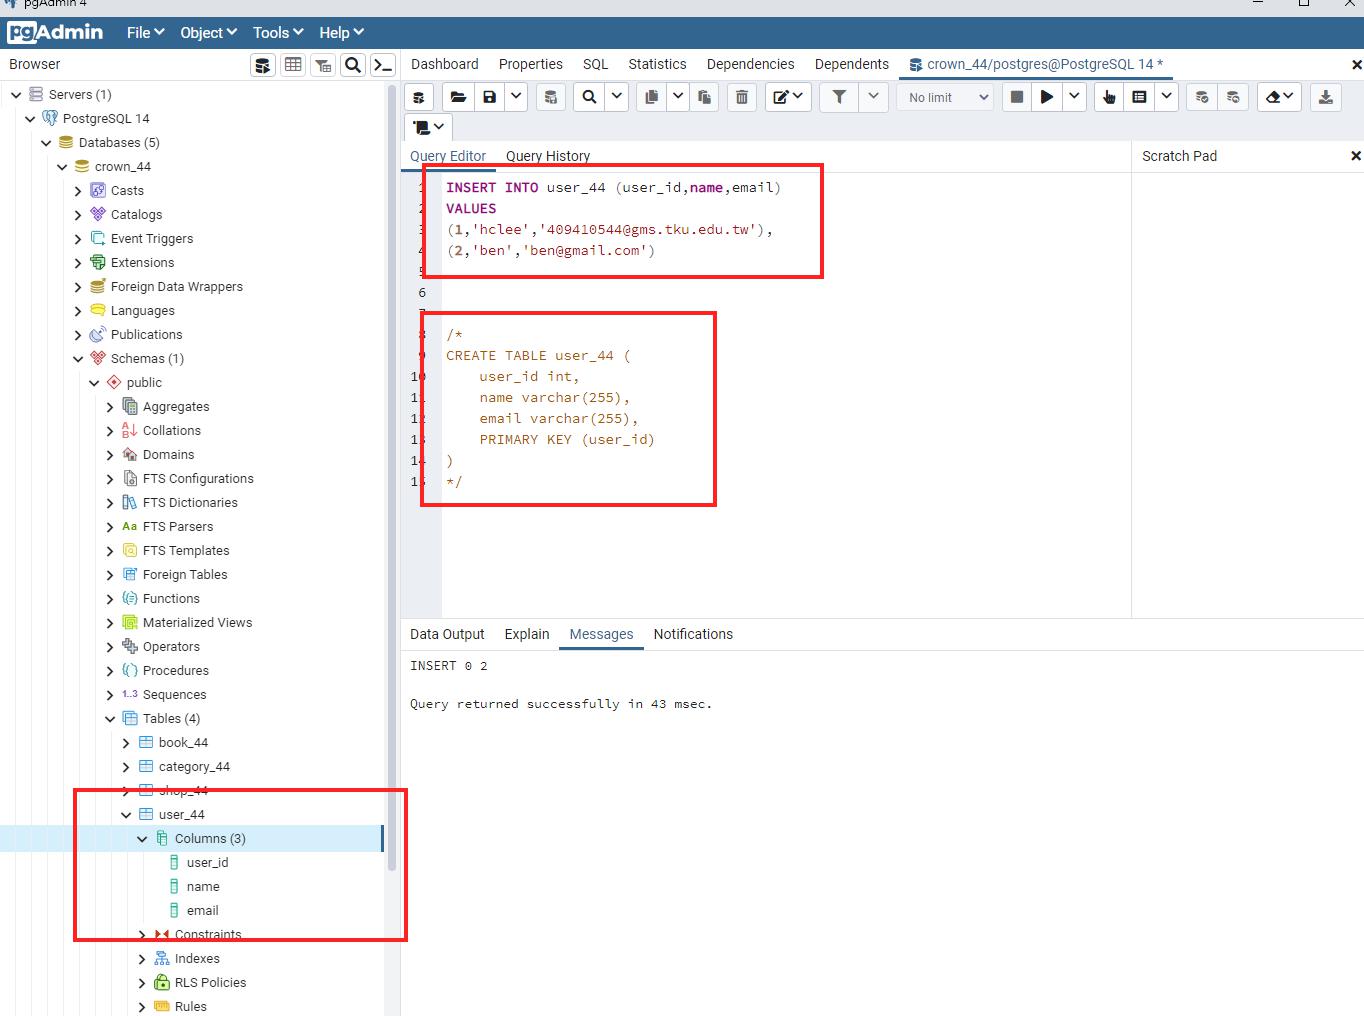 pgAdmin 4
pgAdmin
File
Object
Tools
Help
Browser
Dashboard
Properties
SQL
Statistics
Dependencies
Dependents
crown_44/postgres@PostgreSQL 14 *
Servers (1)
PostgreSQL 14
Databases (5)
crown_44
Casts
Catalogs
Event Triggers
Extensions
Foreign Data Wrappers
Languages
Publications
Schemas (1)
public
Aggregates
Collations
Domains
FTS Configurations
FTS Dictionaries
Aa FTS Parsers
FTS Templates
Foreign Tables
Functions
Materialized Views
Operators
Procedures
1..3 Sequences
Tables (4)
book_44
category_44
shop_44
user_44
Columns (3)
user_id
name
email
Constraints
Indexes
RLS Policies
Rules
No limit
Query Editor
Query History
Scratch Pad
1 INSERT INTO user_44 (user_id,name,email)
2 VALUES
3 (1,'hclee','409410544@gms.tku.edu.tw'),
4 (2,'ben','ben@gmail.com')
5
6
7
8 /*
9 CREATE TABLE user_44 (
10 user_id int,
11 name varchar(255),
12 email varchar(255),
13 PRIMARY KEY (user_id)
14 )
15 */
Data Output
Explain
Messages
Notifications
INSERT 0 2
Query returned successfully in 43 msec.